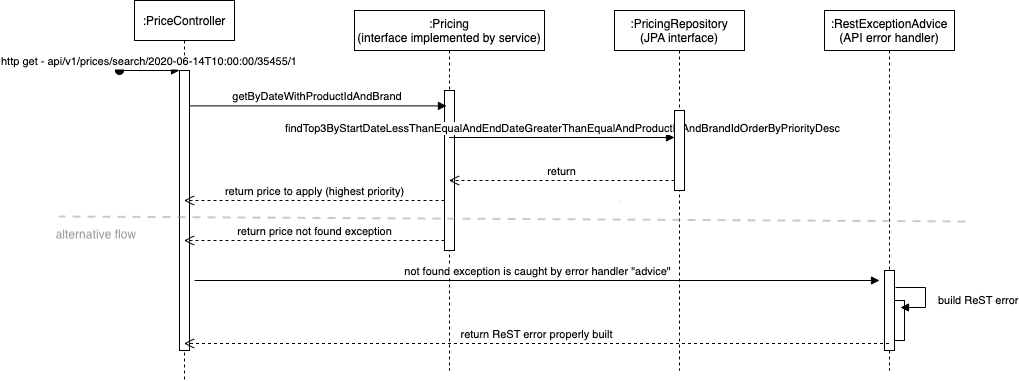 :PriceController
:Pricing
(interface implemented by service)
:PricingRepository
(JPA interface)
:RestExceptionAdvice
(API error handler)
http get - api/v1/prices/search/2020-06-14T10:00:00/35455/1
getByDateWithProductIdAndBrand
findTop3ByStartDateLessThanEqualAndEndDateGreaterThanEqualAndProductI AndBrandIdOrderByPriorityDesc
return
return price to apply (highest priority)
alternative flow
return price not found exception
not found exception is caught by error handler "advice"
build ReST error
return ReST error properly built